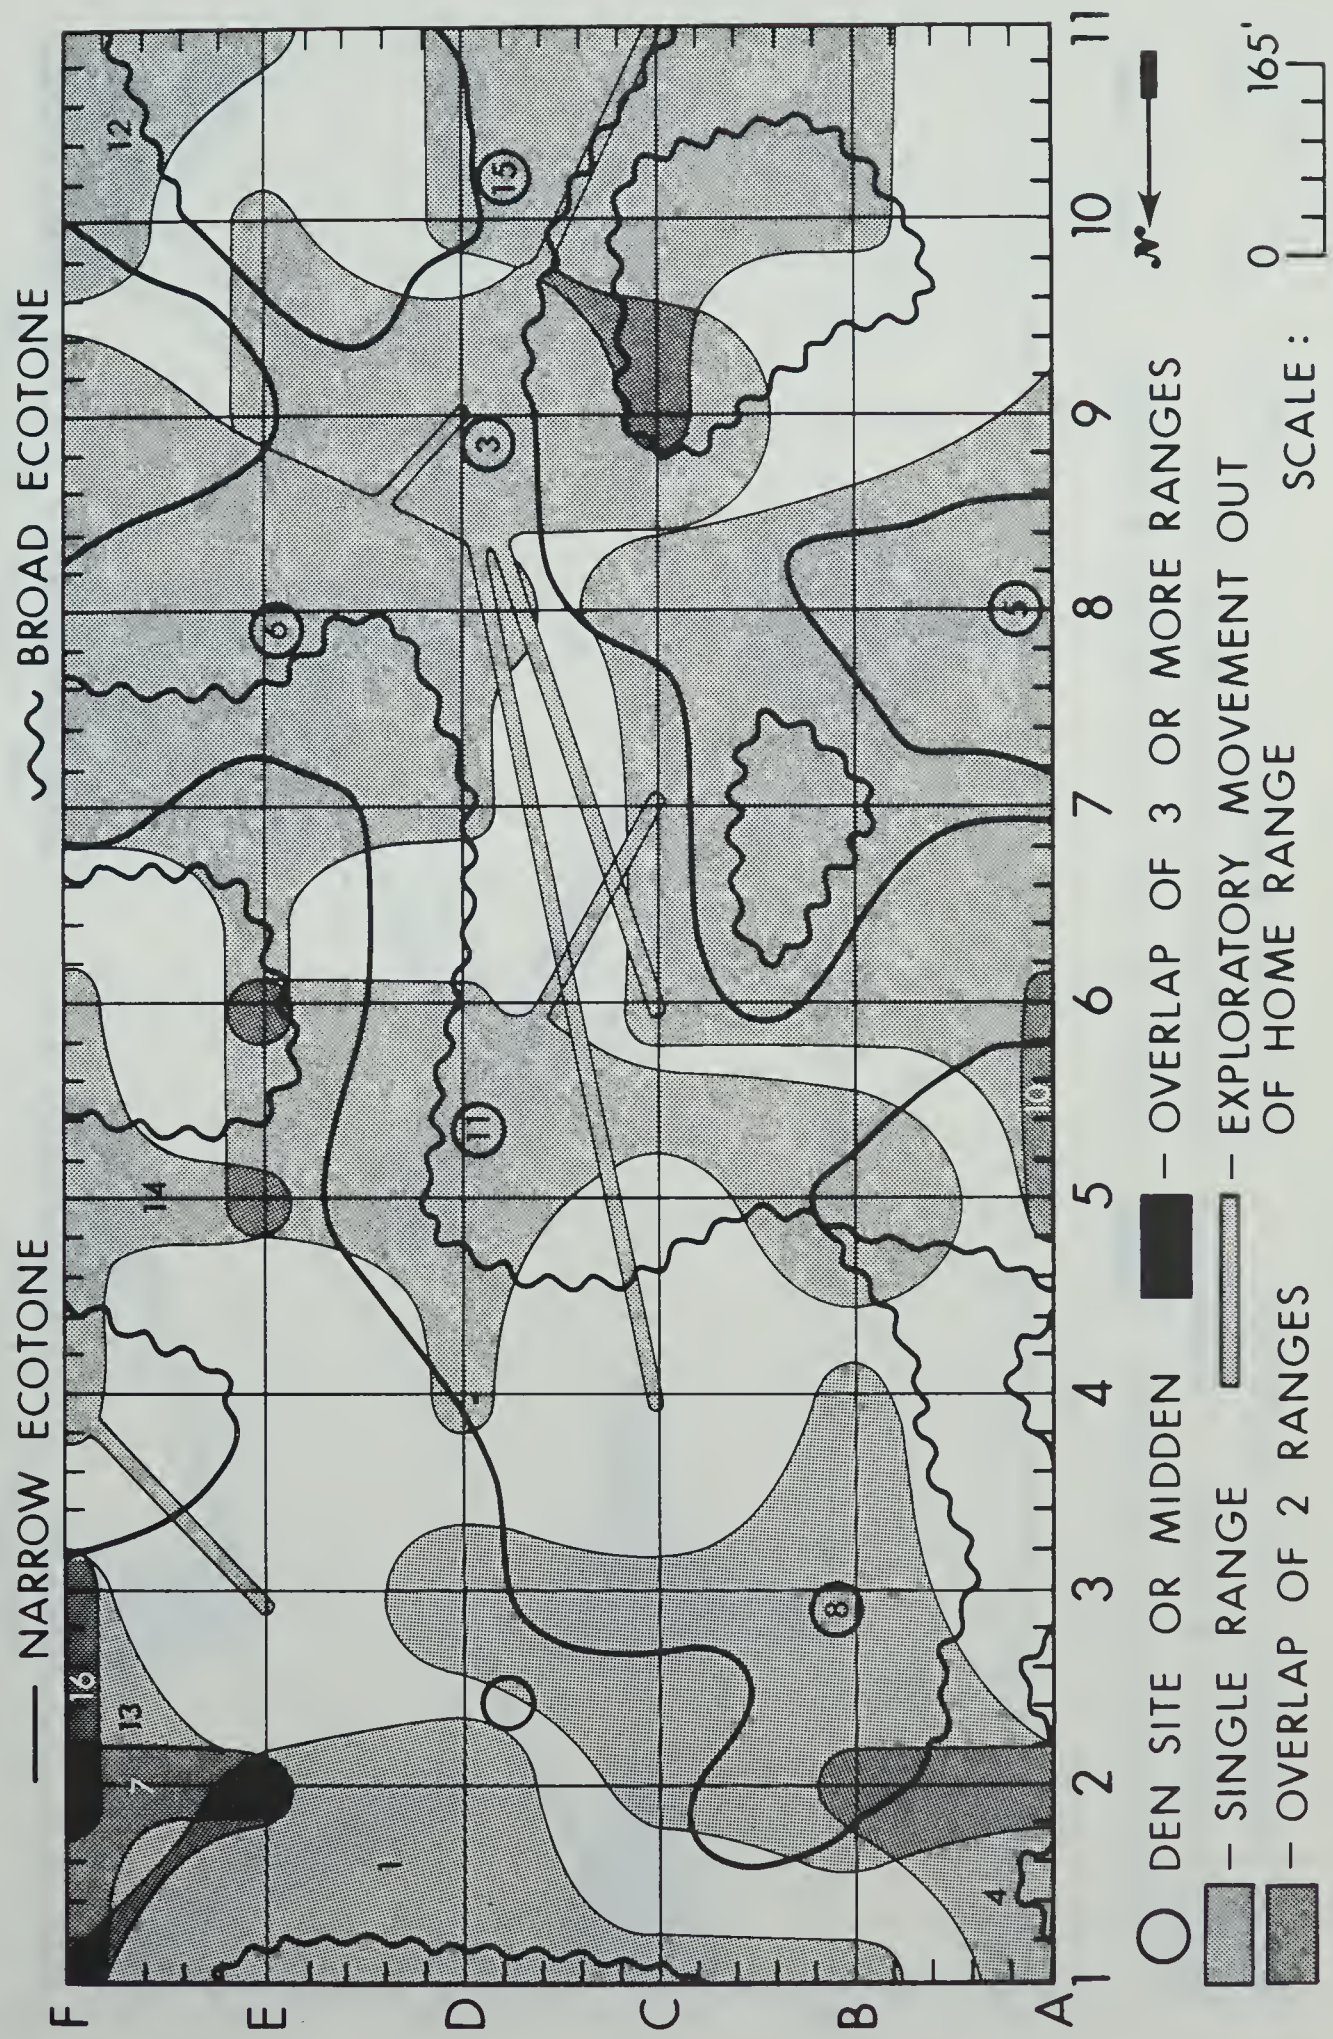 — NARROW ECOTONE
BROAD ECOTONE
F
E
D
C
B
A
16
13
7
1
4
8
14
11
10
6
3
5
12
15
1 2 3 4 5 6 7 8 9 10 11
DEN SITE OR MIDDEN
– SINGLE RANGE
– OVERLAP OF 2 RANGES
– OVERLAP OF 3 OR MORE RANGES
– EXPLORATORY MOVEMENT OUT
OF HOME RANGE
N
SCALE :
0 165'